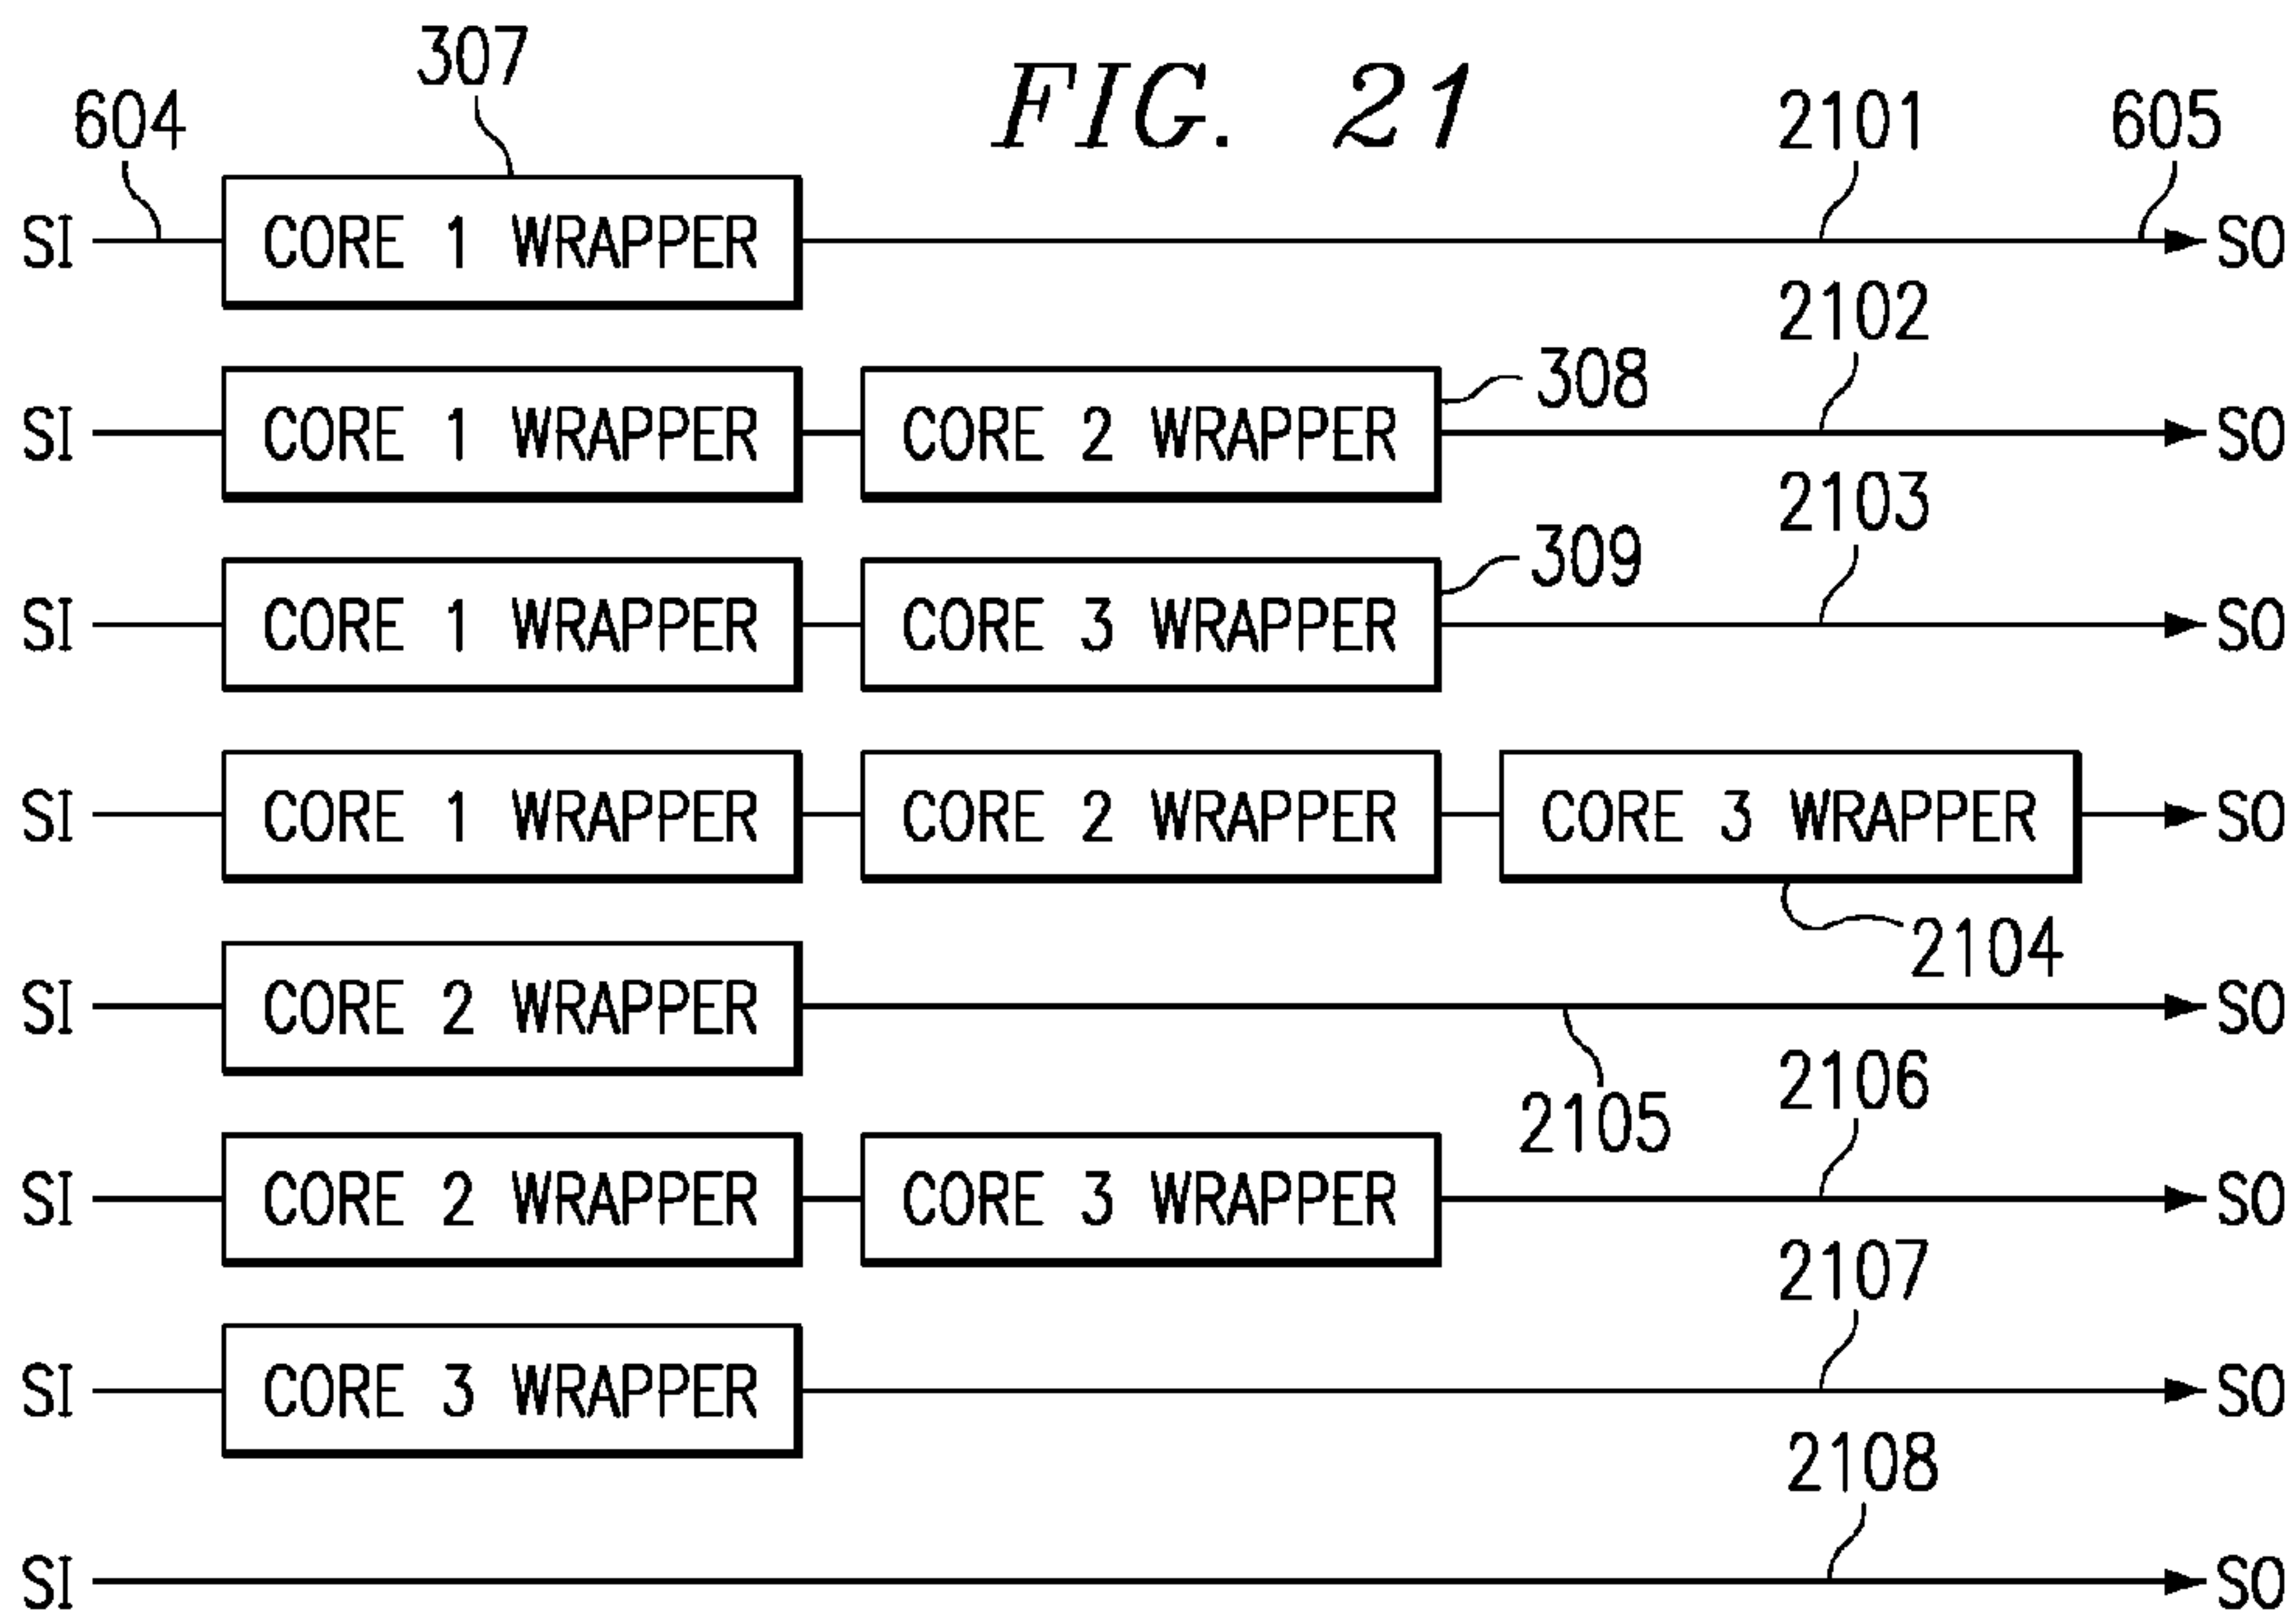 307
FIG. 21
604
2101
605
SI CORE 1 WRAPPER SO
2102
308
SI CORE 1 WRAPPER CORE 2 WRAPPER SO
2103
309
SI CORE 1 WRAPPER CORE 3 WRAPPER SO
SI CORE 1 WRAPPER CORE 2 WRAPPER CORE 3 WRAPPER SO
2104
SI CORE 2 WRAPPER SO
2105
2106
SI CORE 2 WRAPPER CORE 3 WRAPPER SO
2107
SI CORE 3 WRAPPER SO
2108
SI SO